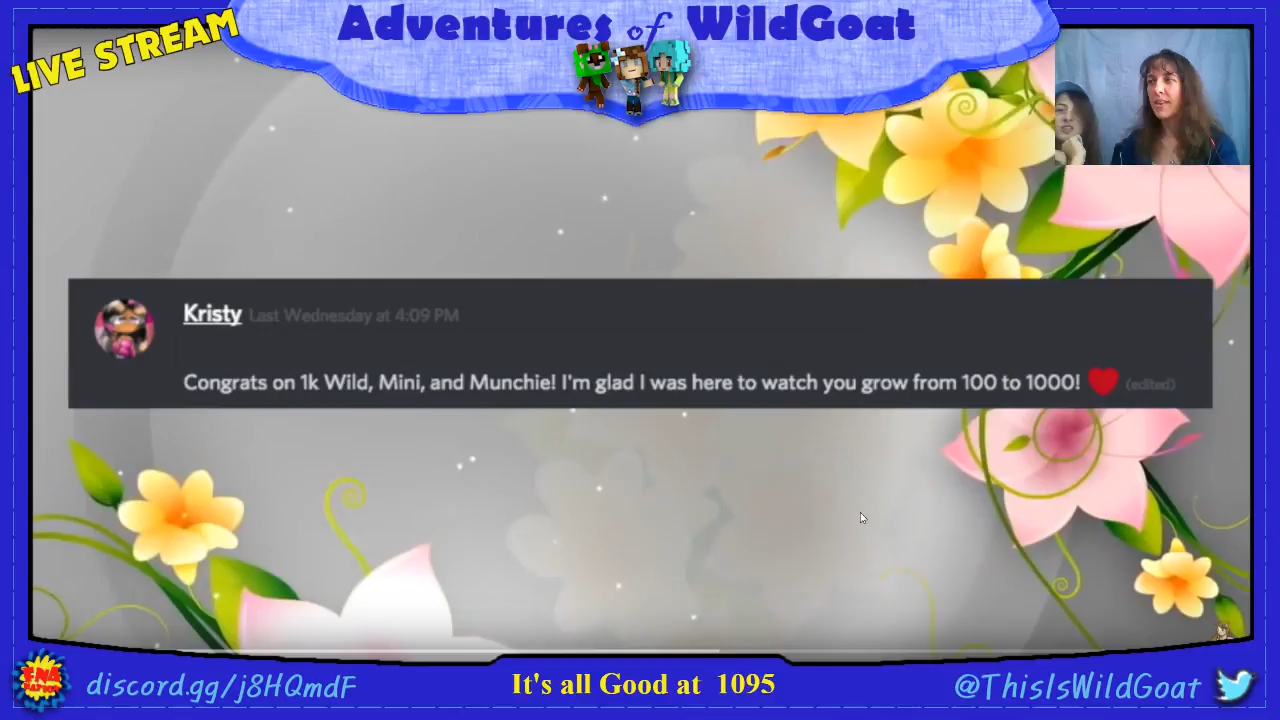 LIVE STREAM
Adventures of WildGoat
Kristy Last Wednesday at 4:09 PM
Congrats on 1k Wild, Mini, and Munchie! I'm glad I was here to watch you grow from 100 to 1000! ❤ (edited)
discord.gg/j8HQmdF
It's all Good at 1095
@ThisIsWildGoat